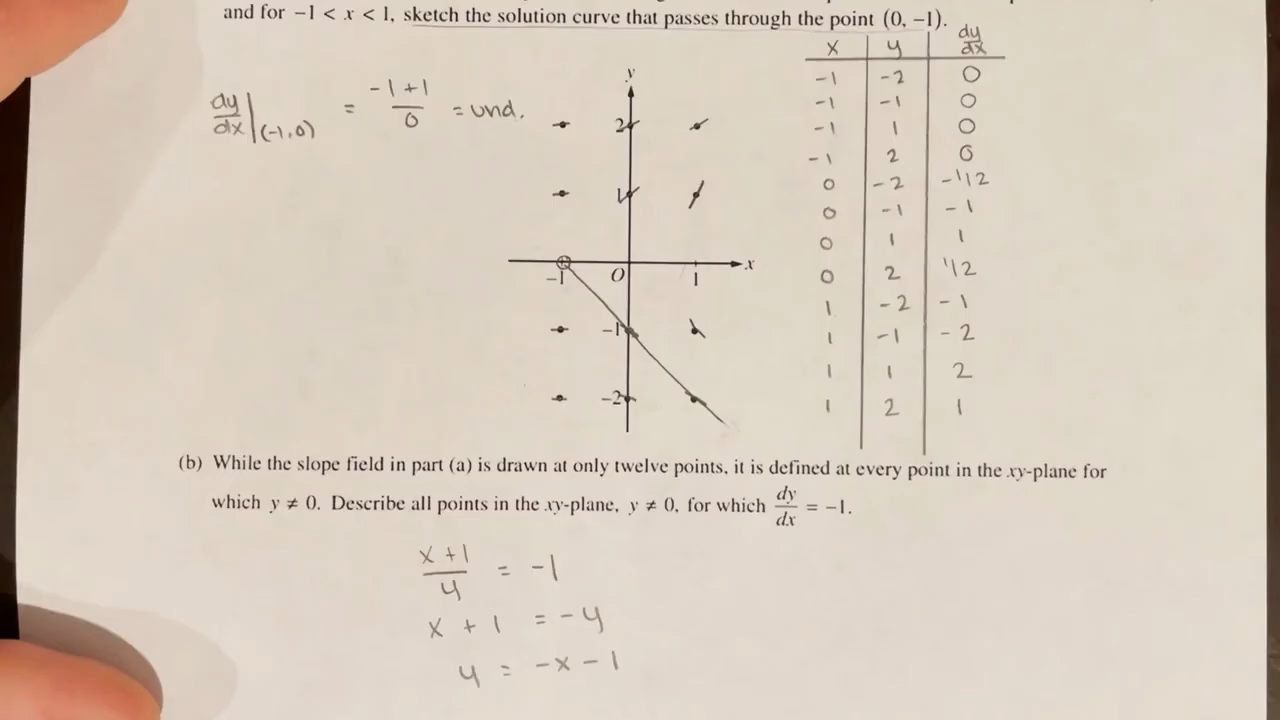 and for −1 < x < 1, sketch the solution curve that passes through the point (0, −1).
dy/dx|(-1,0) = -1+1/0 = und.
x y dy/dx
-1 -2 0
-1 -1 0
-1 1 0
-1 2 0
0 -2 -1/2
0 -1 -1
0 1 1
0 2 1/2
1 -2 -1
1 -1 -2
1 1 2
1 2 1
y
2
1
−1 O 1 x
−1
−2
(b) While the slope field in part (a) is drawn at only twelve points, it is defined at every point in the xy-plane for
which y ≠ 0. Describe all points in the xy-plane, y ≠ 0, for which dy/dx = −1.
x+1/y = -1
x + 1 = -y
y = -x - 1